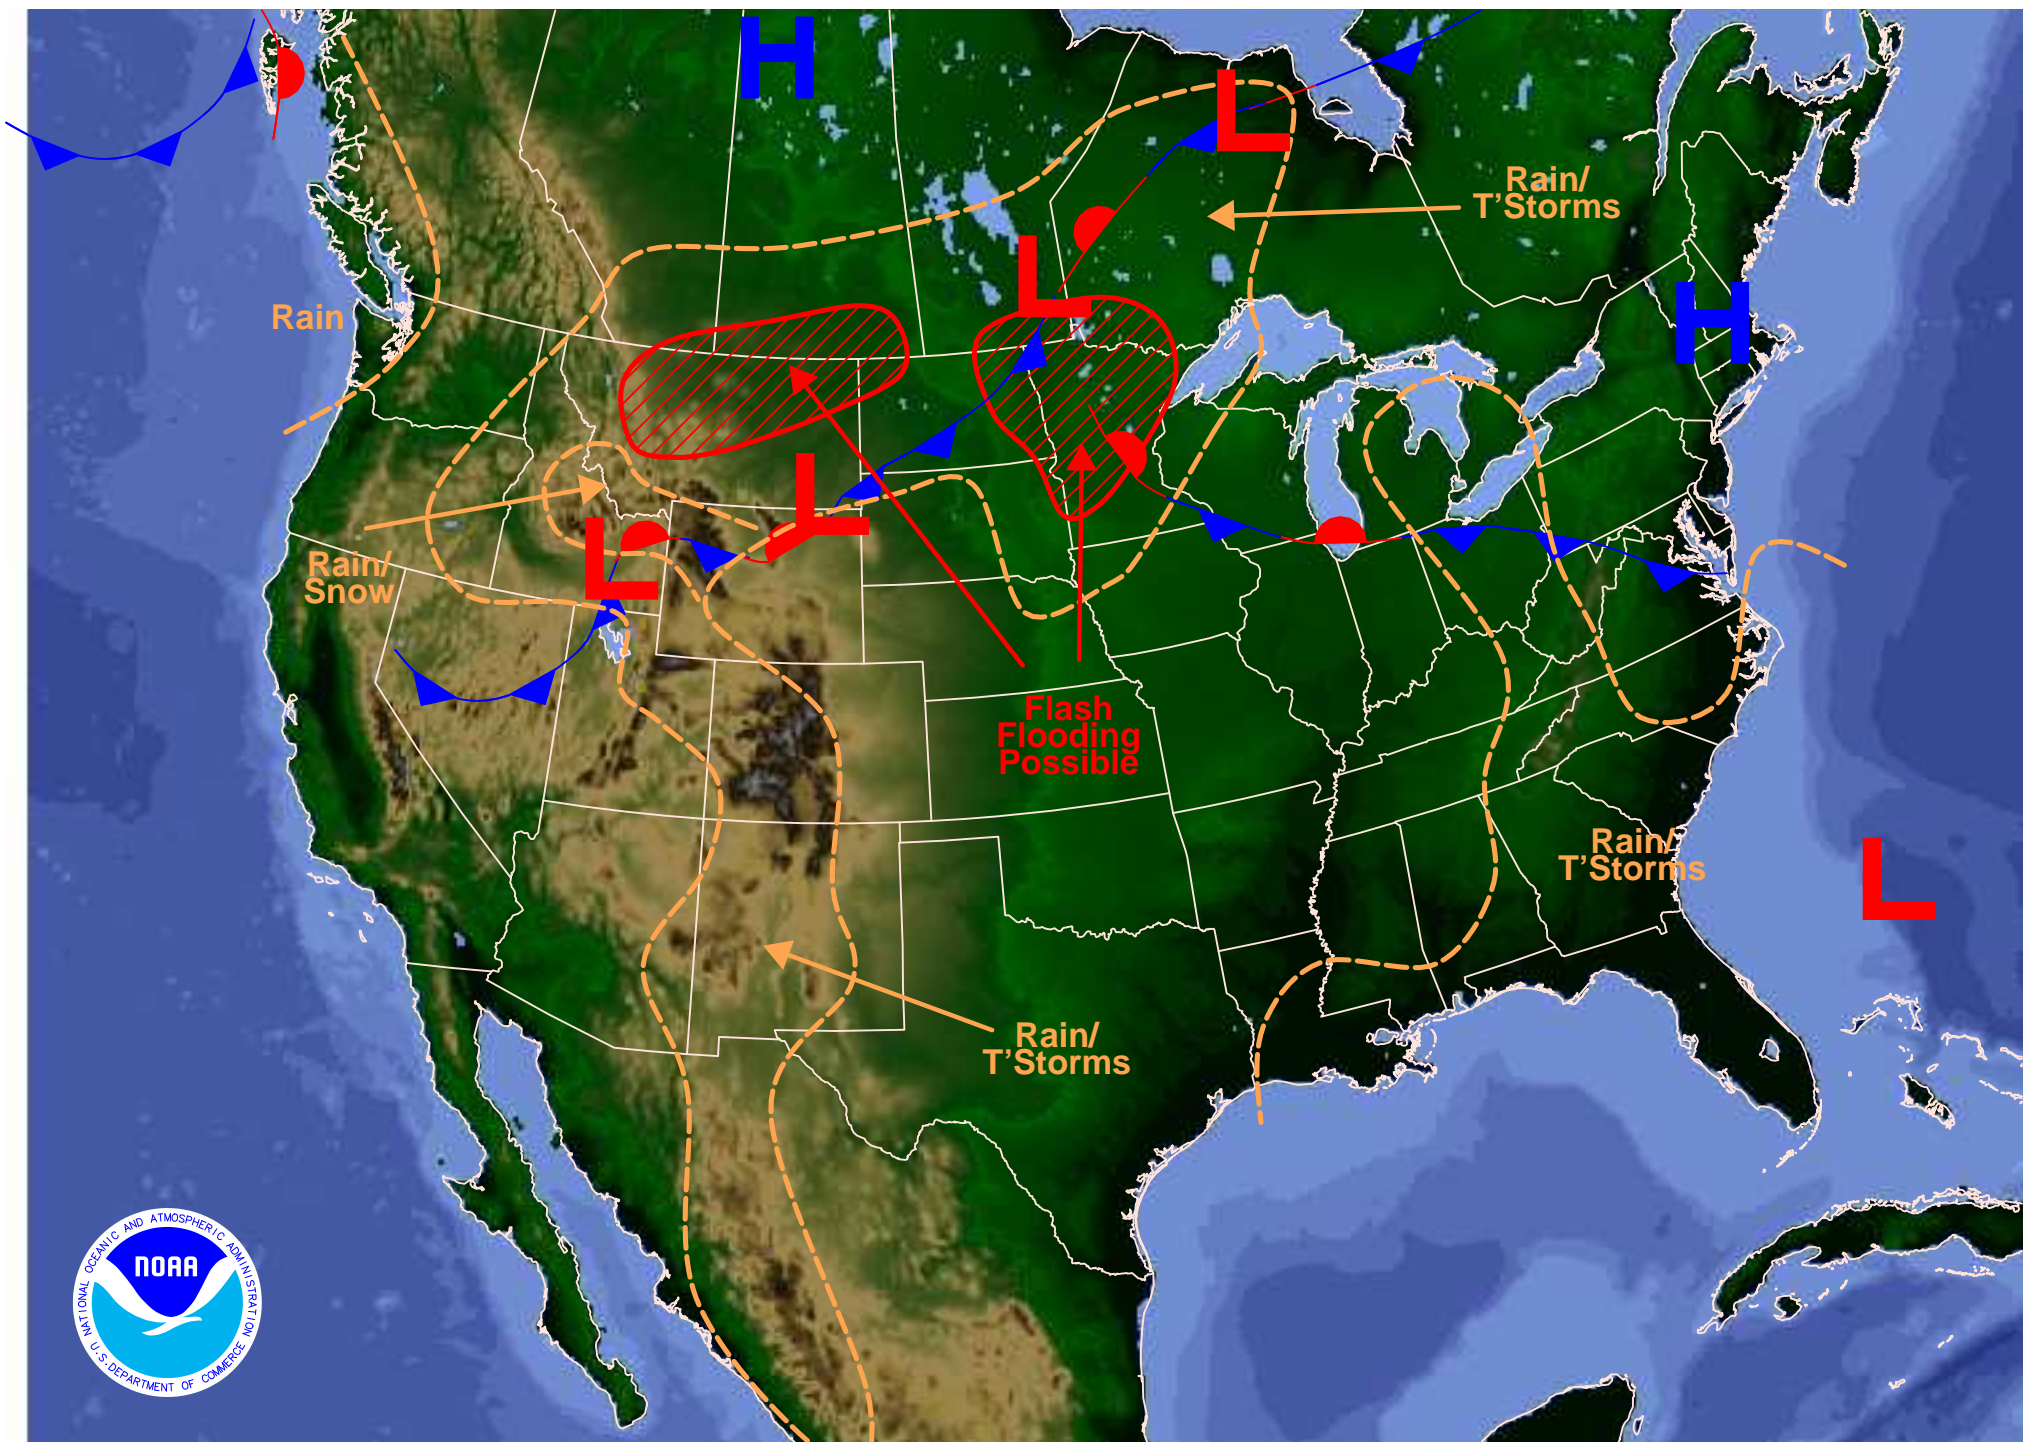 H
L
Rain/
T'Storms
L
H
Rain
L
L
Rain/
Snow
Flash
Flooding
Possible
Rain/
T'Storms
L
Rain/
T'Storms
NATIONAL OCEANIC AND ATMOSPHERIC ADMINISTRATION
NOAA
U.S. DEPARTMENT OF COMMERCE